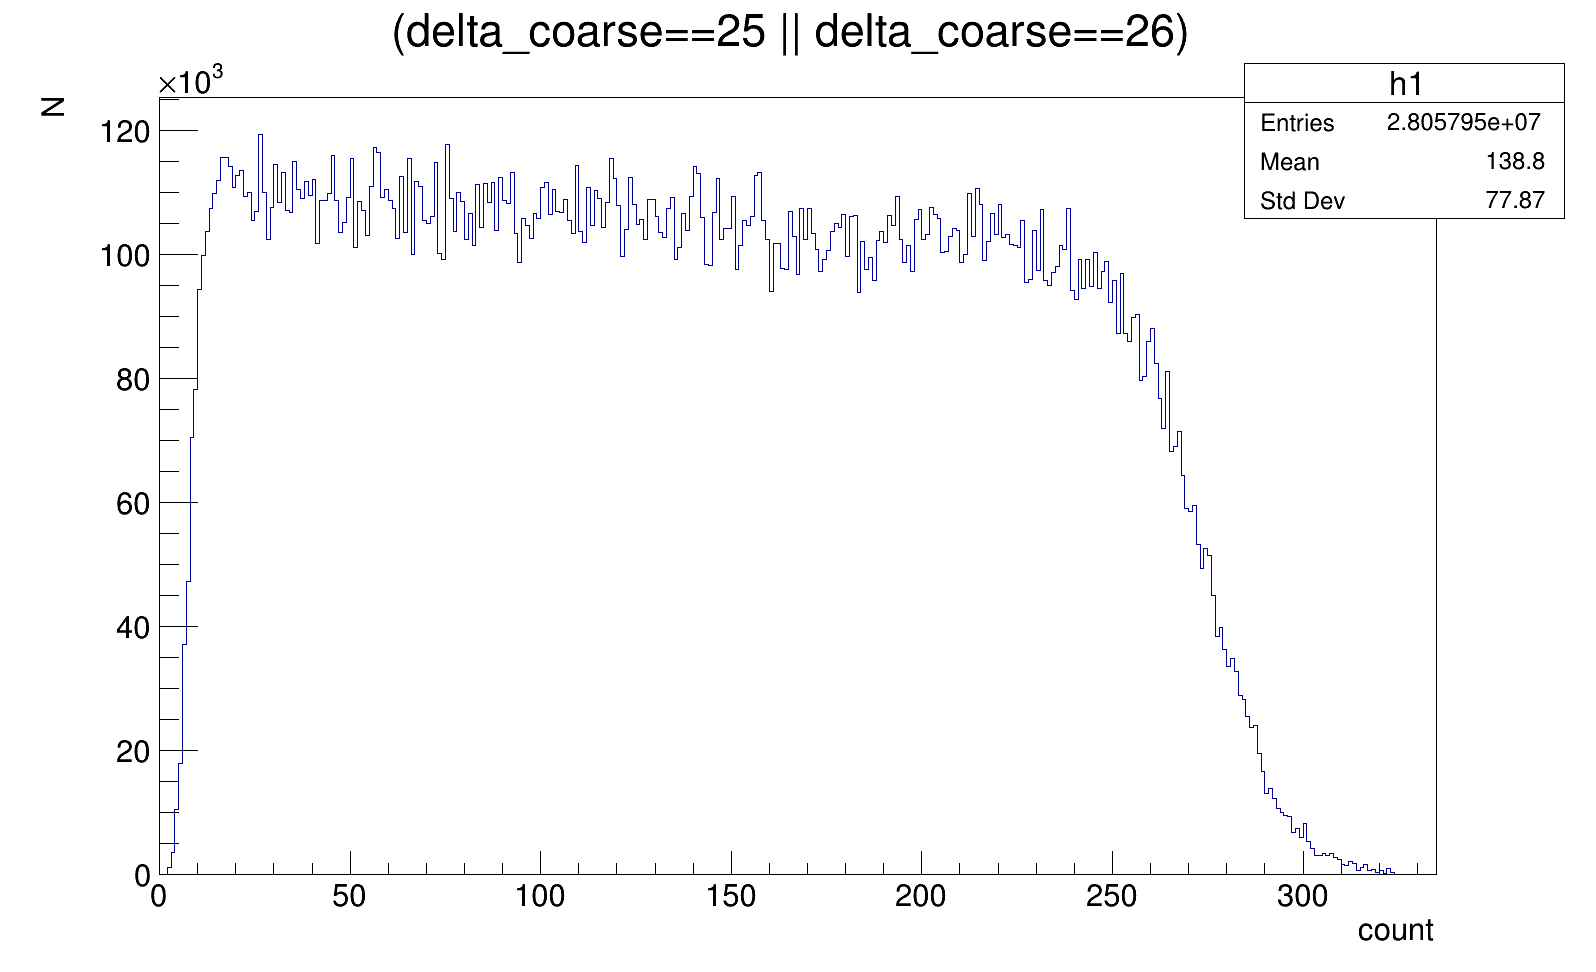 (delta_coarse==25 || delta_coarse==26)
×10³
N
h1
Entries 2.805795e+07
Mean 138.8
Std Dev 77.87
120
100
80
60
40
20
0
0 50 100 150 200 250 300
count